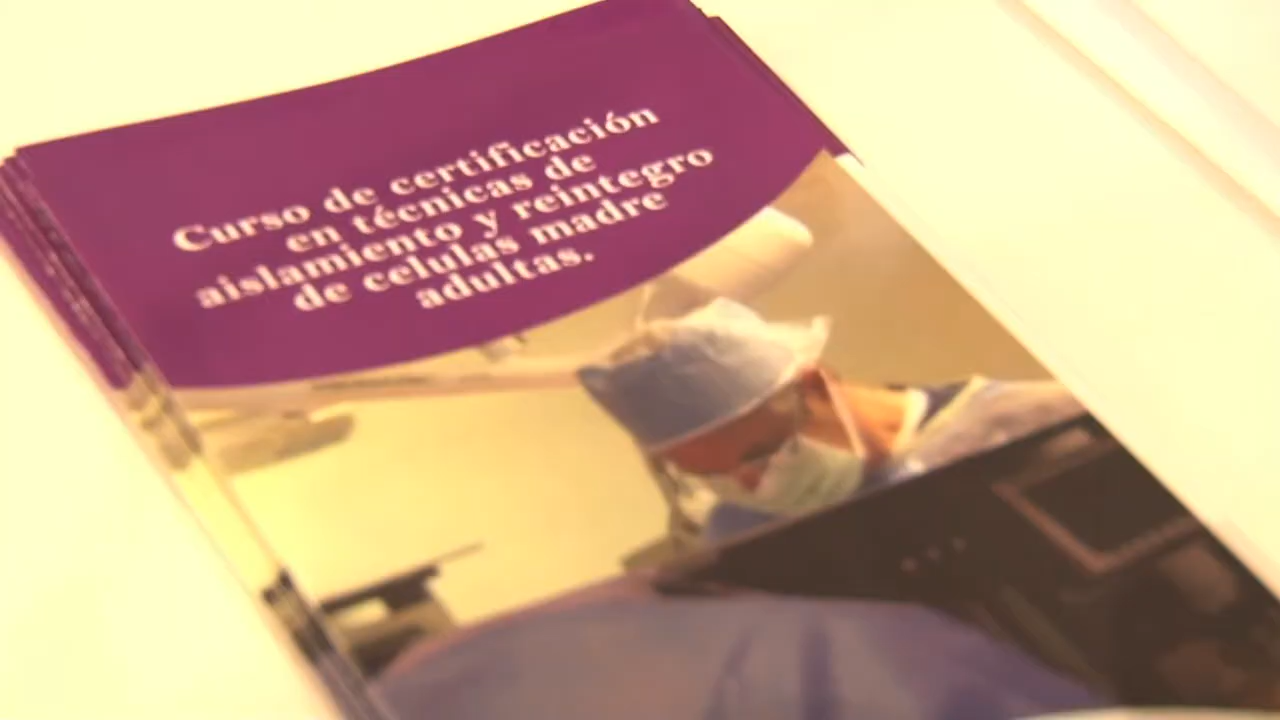 Curso de certificación
en técnicas de
aislamiento y reintegro
de celulas madre
adultas.